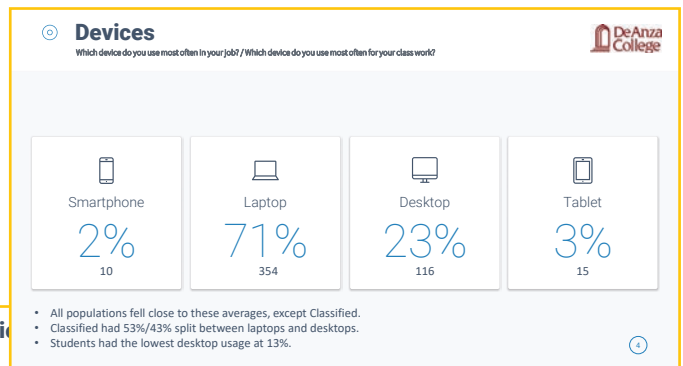 Devices
Which device do you use most often in your job? / Which device do you use most often for your class work?
DeAnza
College
Smartphone
2%
10
Laptop
71%
354
Desktop
23%
116
Tablet
3%
15
• All populations fell close to these averages, except Classified.
• Classified had 53%/43% split between laptops and desktops.
• Students had the lowest desktop usage at 13%.
4